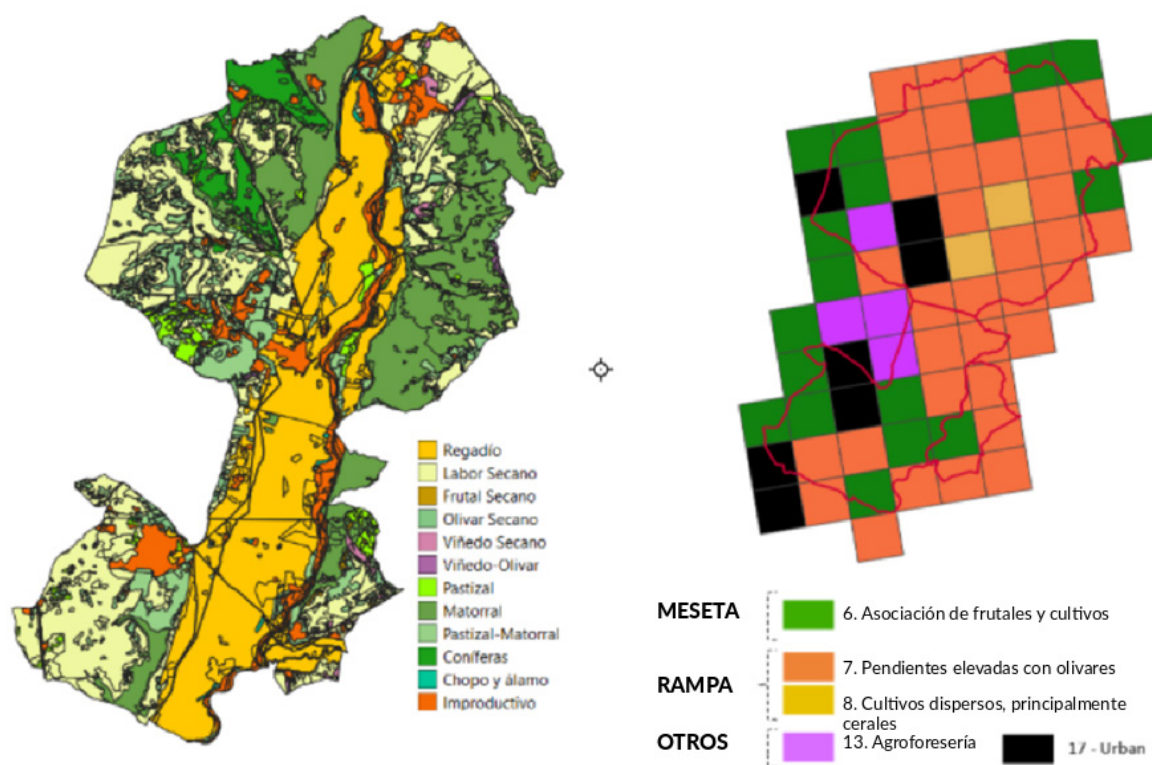 Regadío
Labor Secano
Frutal Secano
Olivar Secano
Viñedo Secano
Viñedo-Olivar
Pastizal
Matorral
Pastizal-Matorral
Coníferas
Chopo y álamo
Improductivo
MESETA
6. Asociación de frutales y cultivos
RAMPA
7. Pendientes elevadas con olivares
8. Cultivos dispersos, principalmente
cerales
OTROS
13. Agroforesería
17 - Urban